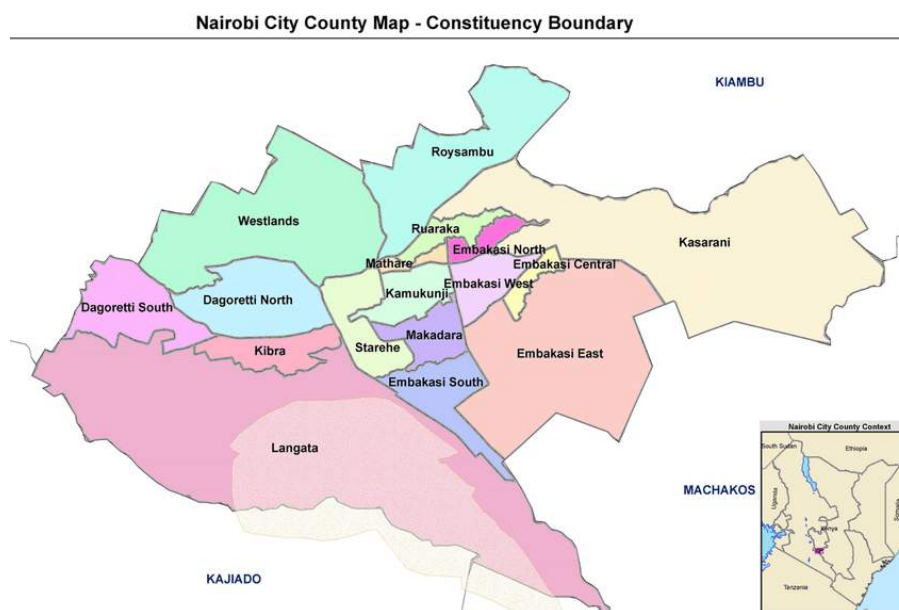 Nairobi City County Map - Constituency Boundary
KIAMBU
Roysambu
Westlands
Ruaraka
Kasarani
Embakasi North
Mathare
Embakasi Central
Embakasi West
Kamukunji
Dagoretti North
Dagoretti South
Makadara
Starehe
Kibra
Embakasi East
Embakasi South
Langata
MACHAKOS
KAJIADO
Nairobi City County Context
South Sudan
Ethiopia
Uganda
Somalia
Kenya
Tanzania